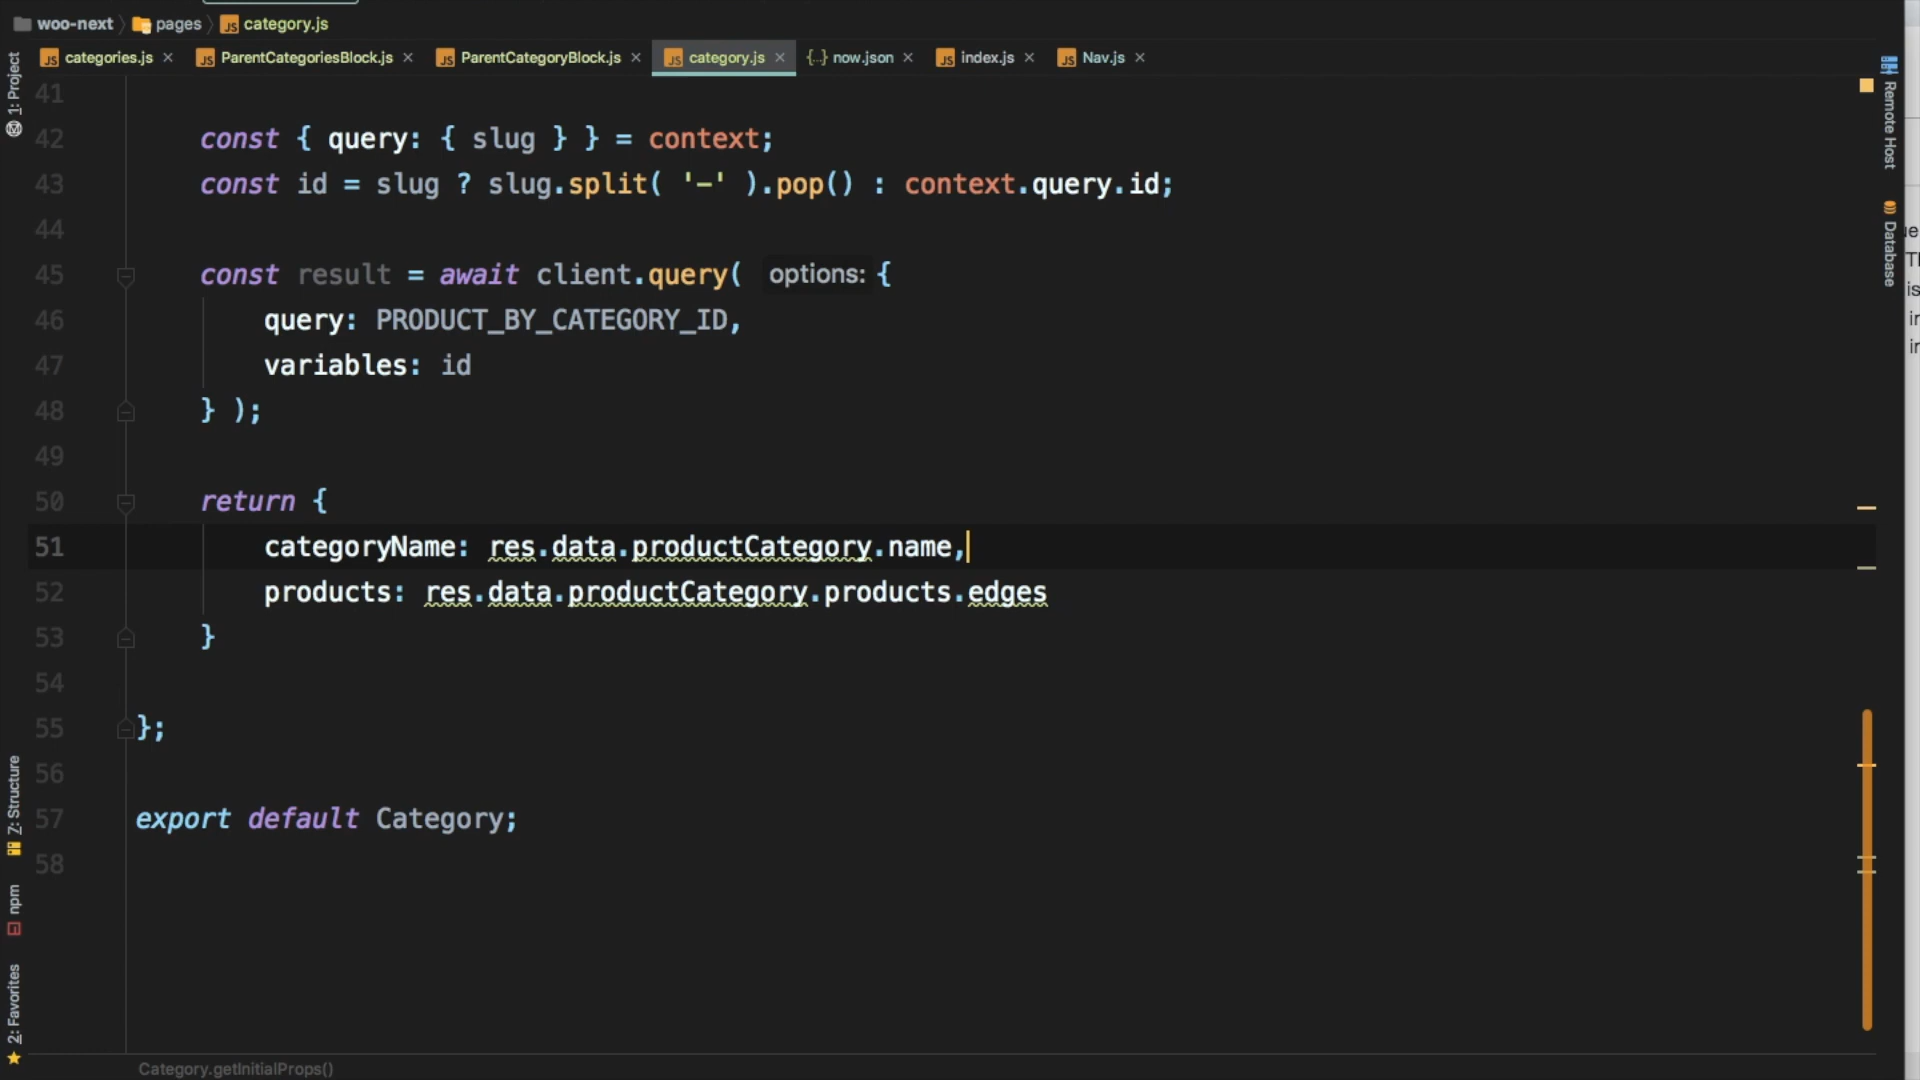 woo-next pages category.js
categories.js ParentCategoriesBlock.js ParentCategoryBlock.js category.js now.json index.js Nav.js
1: Project
Z: Structure
npm
2: Favorites
Remote Host
Database
41
42 const { query: { slug } } = context;
43 const id = slug ? slug.split( '-' ).pop() : context.query.id;
44
45 const result = await client.query( options: {
46 query: PRODUCT_BY_CATEGORY_ID,
47 variables: id
48 } );
49
50 return {
51 categoryName: res.data.productCategory.name,
52 products: res.data.productCategory.products.edges
53 }
54
55 };
56
57 export default Category;
58
Category.getInitialProps()